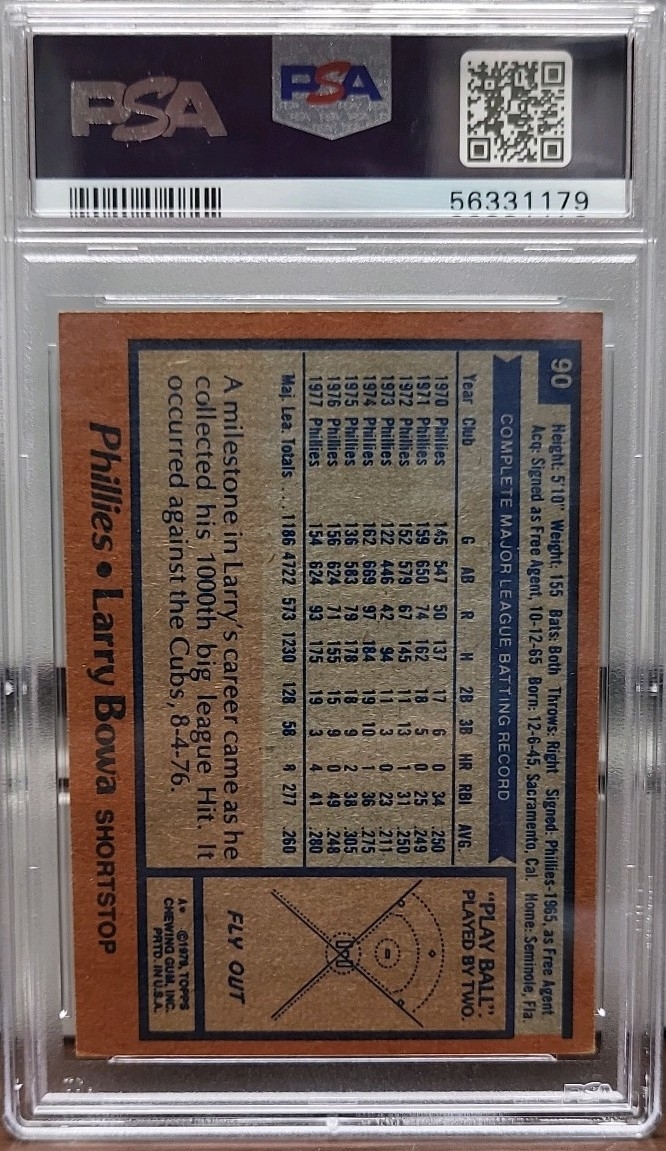 PSA
PSA
56331179
90
Height: 5'10" Weight: 155 Bats: Both Throws: Right Signed: Phillies-1965, as Free Agent
Acq: Signed as Free Agent, 10-12-65 Born: 12-6-45, Sacramento, Cal. Home: Seminole, Fla.
COMPLETE MAJOR LEAGUE BATTING RECORD
Year Club G AB R H 2B 3B HR RBI AVG.
1970 Phillies 145 547 50 137 17 6 0 34 .250
1971 Phillies 159 650 74 162 18 5 0 25 .249
1972 Phillies 152 579 67 145 11 13 1 31 .250
1973 Phillies 122 446 42 94 11 3 0 23 .211
1974 Phillies 162 669 97 184 19 10 1 36 .275
1975 Phillies 136 583 79 178 18 9 2 38 .305
1976 Phillies 156 624 71 155 15 9 0 49 .248
1977 Phillies 154 624 93 175 19 3 4 41 .280
Maj. Lea. Totals ... 1186 4722 573 1230 128 58 8 277 .260
A milestone in Larry's career came as he
collected his 1000th big league Hit. It
occurred against the Cubs, 8-4-76.
"PLAY BALL":
PLAYED BY TWO.
FLY OUT
A* ©1978 TOPPS
CHEWING GUM, INC.
PRTD. IN U.S.A.
Phillies • Larry Bowa SHORTSTOP